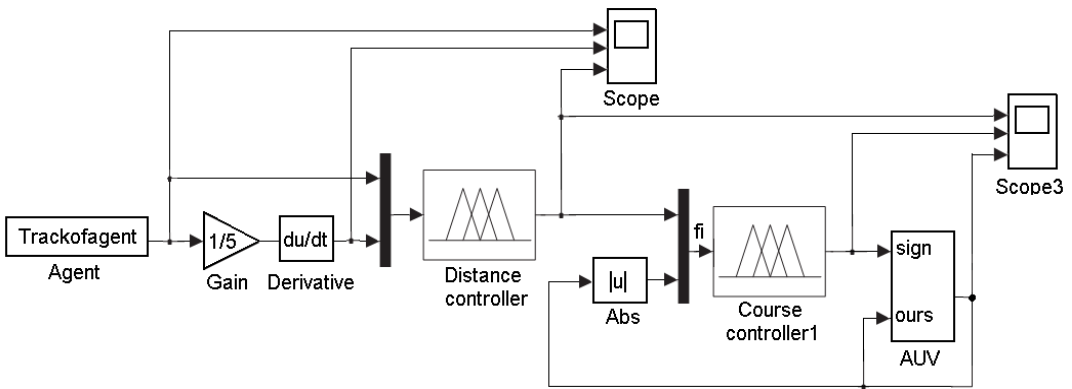 Scope
Scope3
Trackofagent
Agent
1/5
Gain
du/dt
Derivative
Distance
controller
|u|
Abs
fi
Course
controller1
sign
ours
AUV